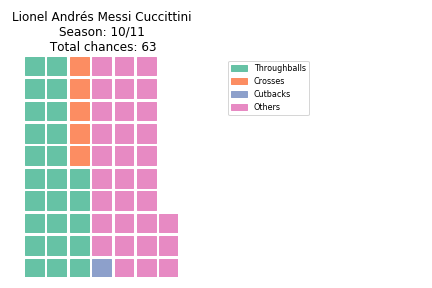 Lionel Andrés Messi Cuccittini
Season: 10/11
Total chances: 63
Throughballs
Crosses
Cutbacks
Others